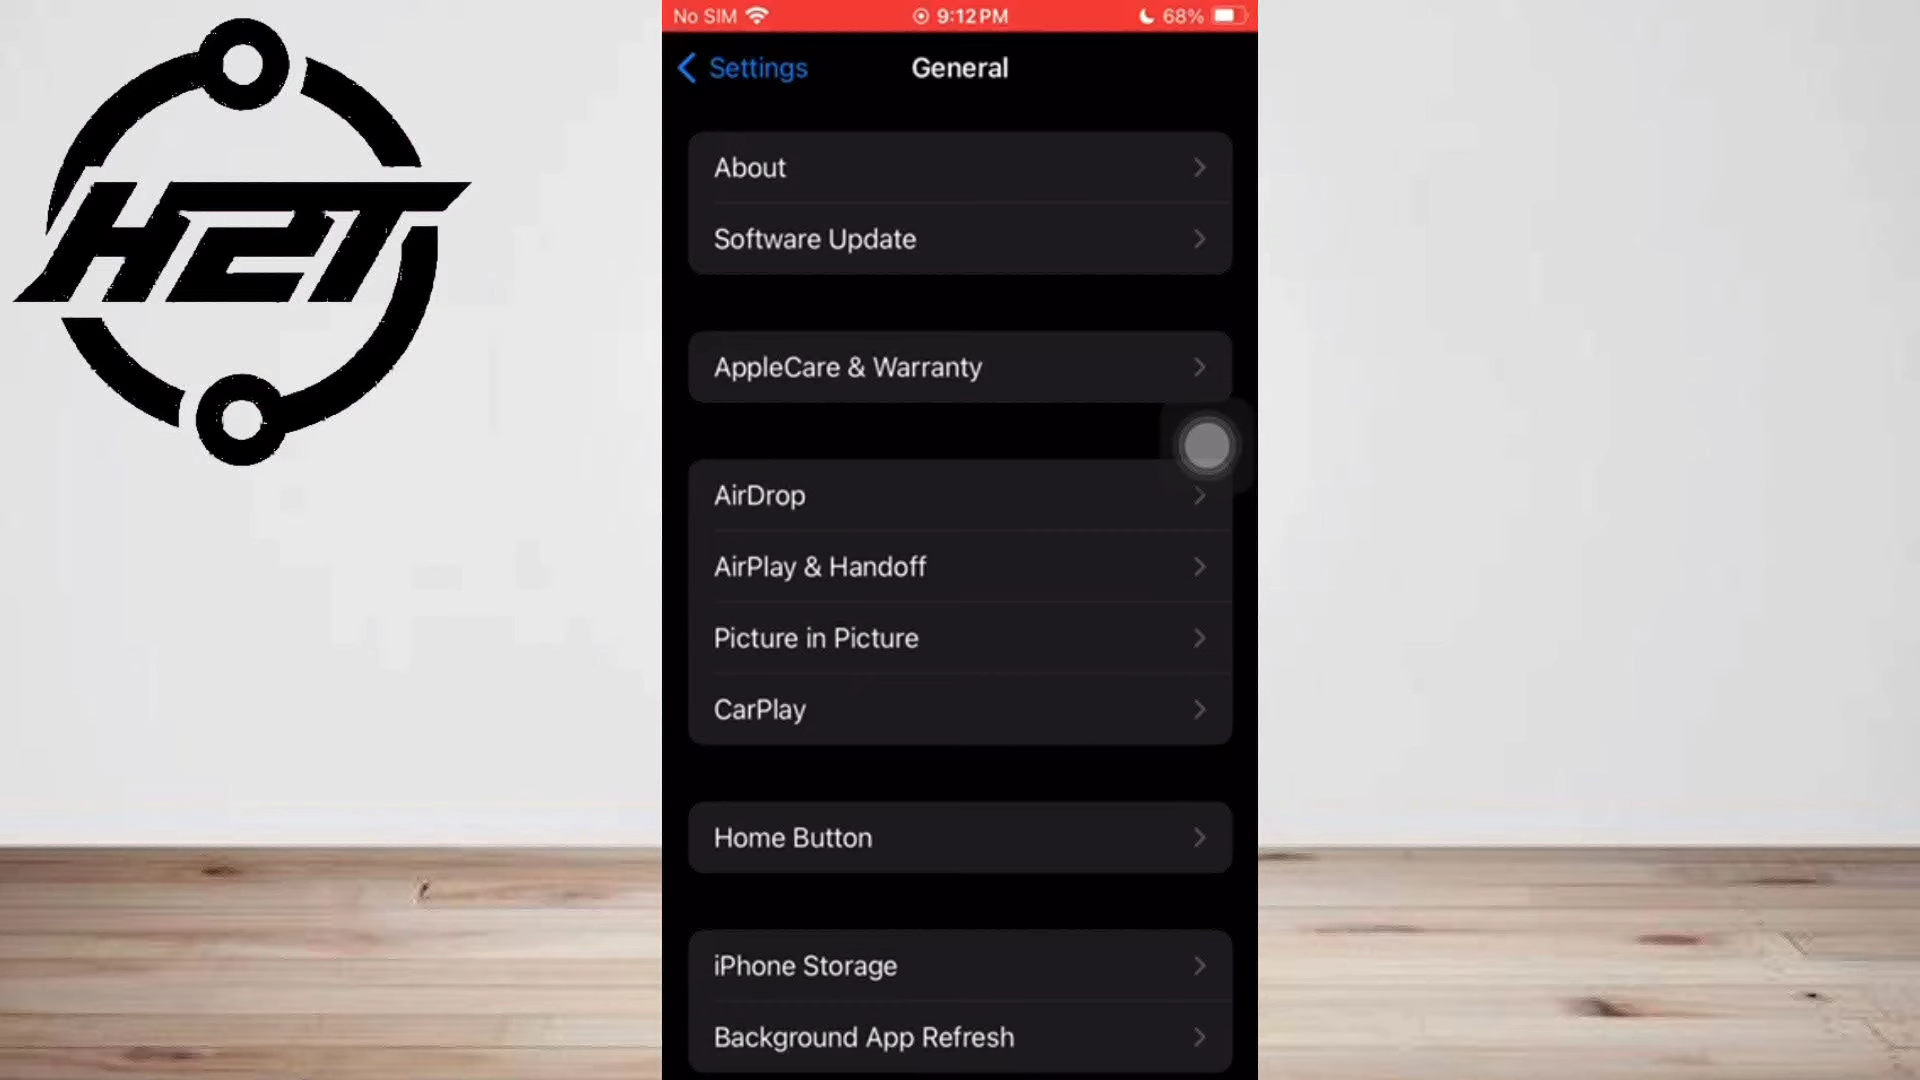 H2T
No SIM 9:12 PM 68%
Settings General
About
Software Update
AppleCare & Warranty
AirDrop
AirPlay & Handoff
Picture in Picture
CarPlay
Home Button
iPhone Storage
Background App Refresh